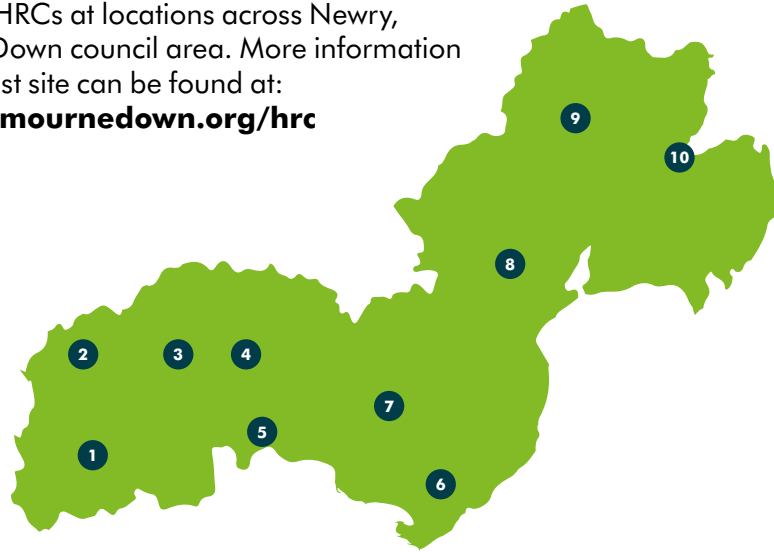 HRCs at locations across Newry,
Down council area. More information
st site can be found at:
mournedown.org/hrc
9
10
8
2
3
4
7
5
1
6